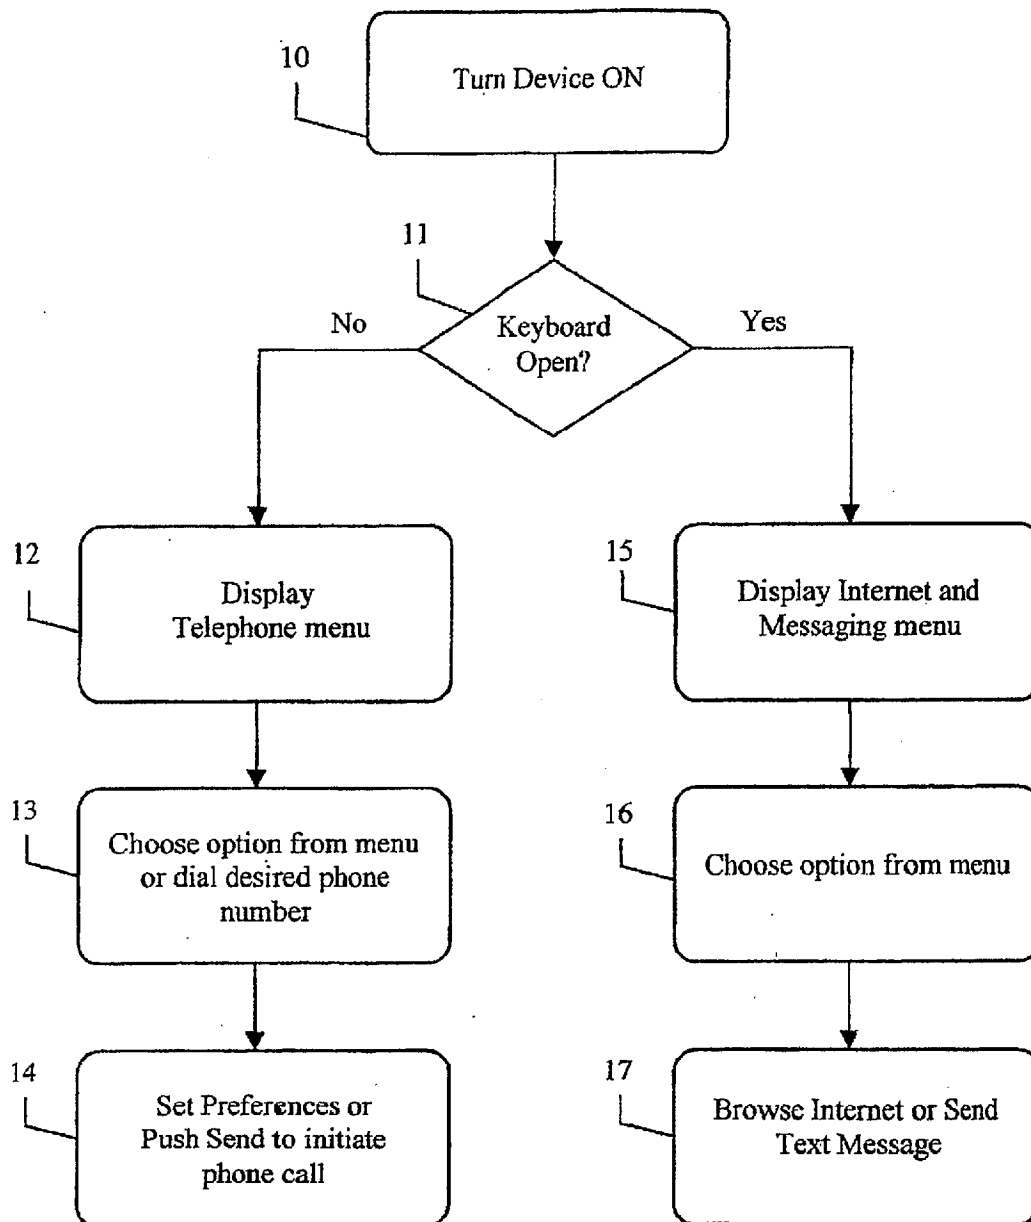 10
Turn Device ON
11
No
Keyboard
Open?
Yes
12
Display
Telephone menu
15
Display Internet and
Messaging menu
13
Choose option from menu
or dial desired phone
number
16
Choose option from menu
14
Set Preferences or
Push Send to initiate
phone call
17
Browse Internet or Send
Text Message